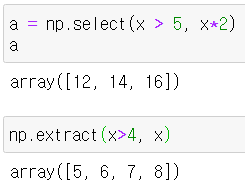 a = np.select(x > 5, x*2)
a
array([12, 14, 16])
np.extract(x>4, x)
array([5, 6, 7, 8])